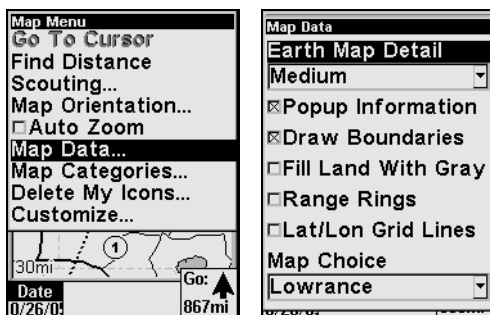 Map Menu
Go To Cursor
Find Distance
Scouting...
Map Orientation...
Auto Zoom
Map Data...
Map Categories...
Delete My Icons...
Customize...
1
30mi
Go:
Date
867mi
Map Data
Earth Map Detail
Medium
Popup Information
Draw Boundaries
Fill Land With Gray
Range Rings
Lat/Lon Grid Lines
Map Choice
Lowrance